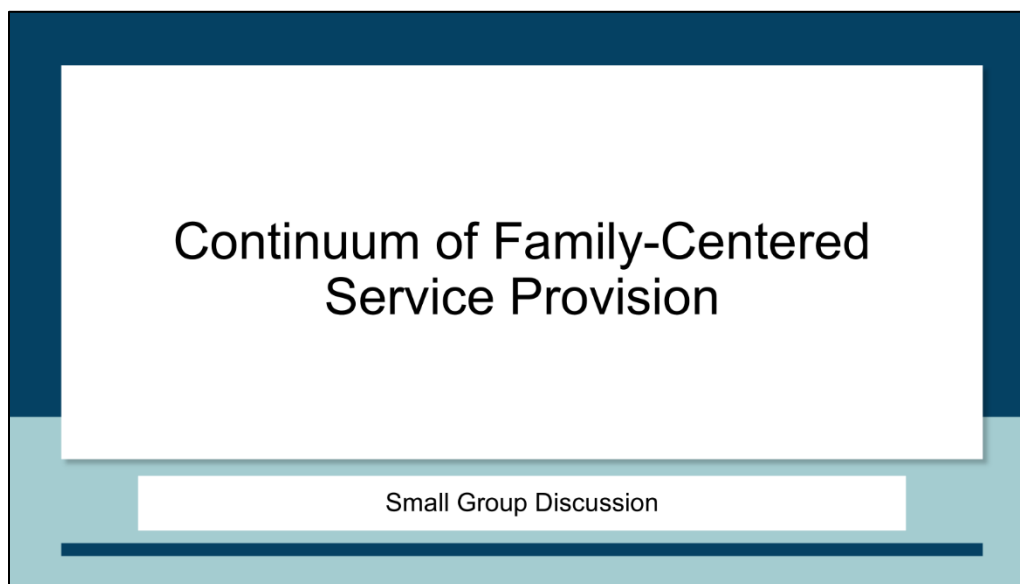 Continuum of Family-Centered
Service Provision
Small Group Discussion